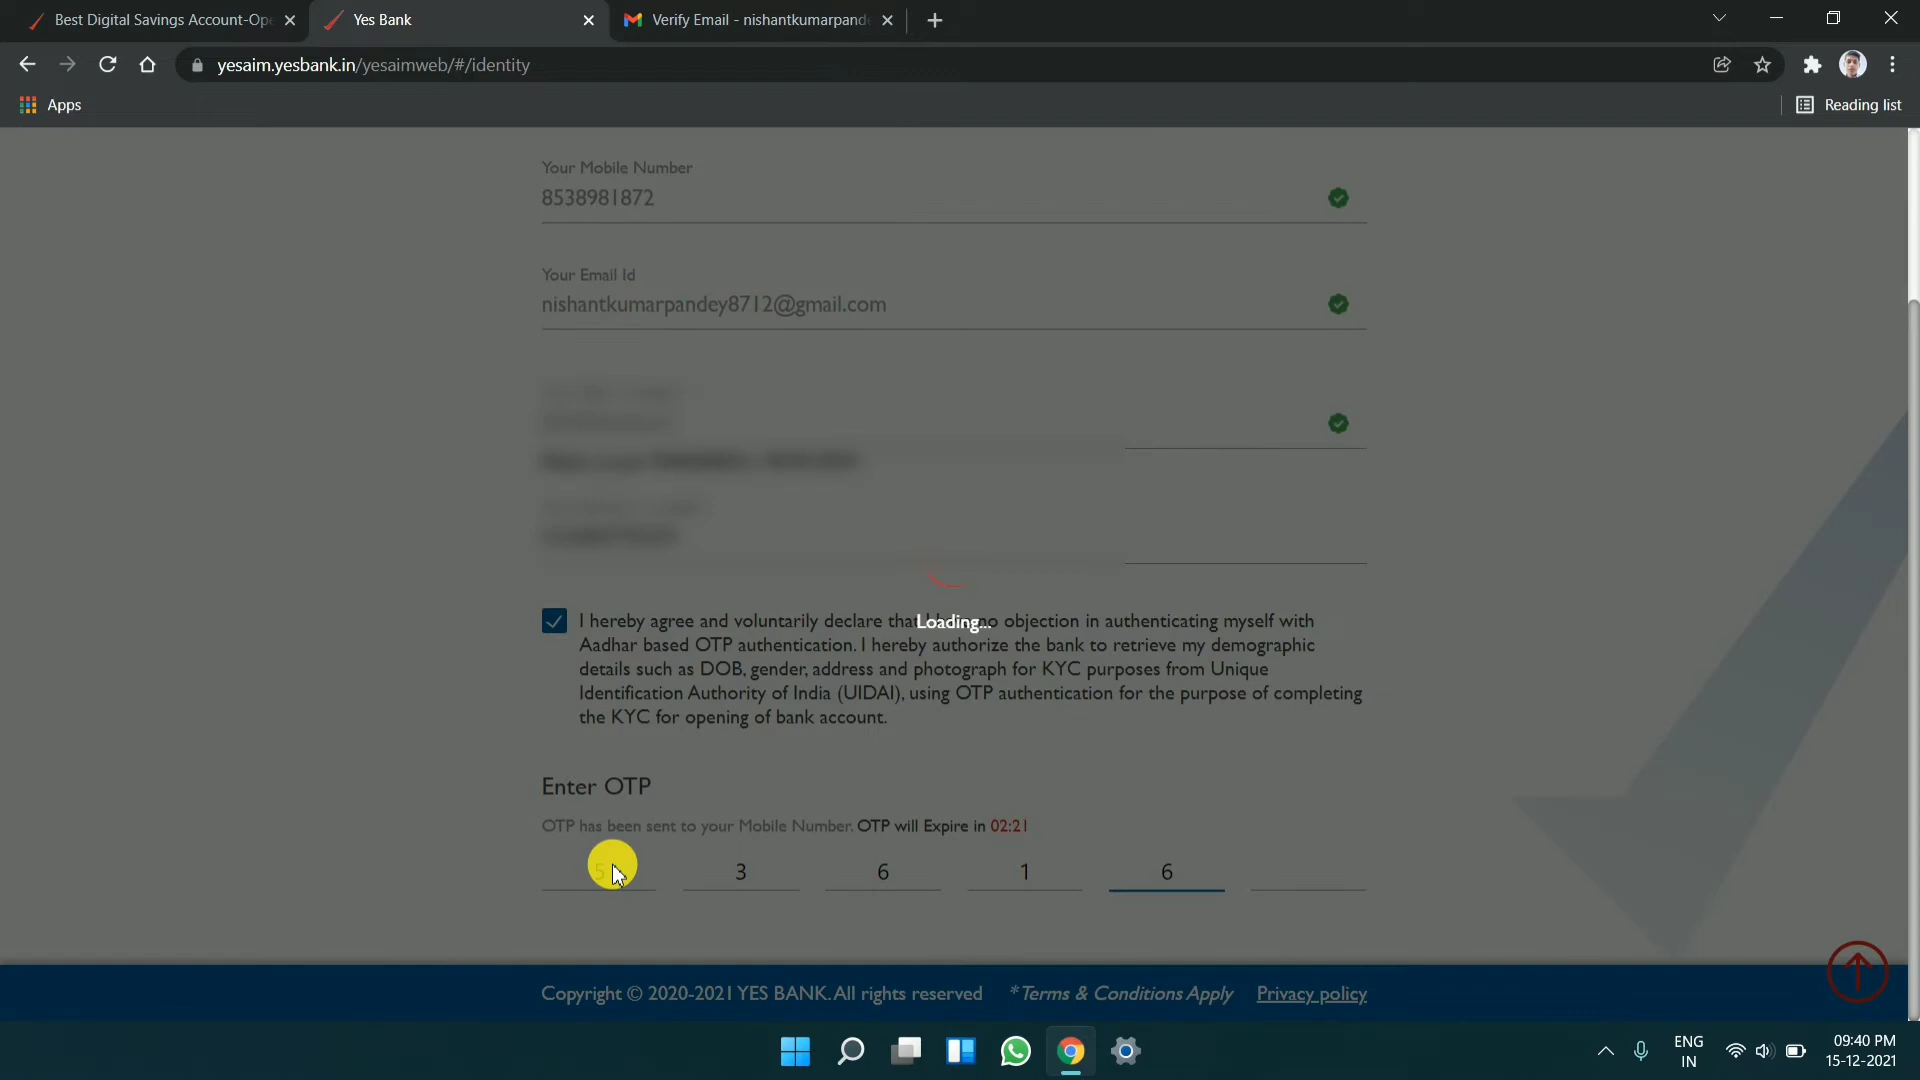 Best Digital Savings Account-Ope
Yes Bank
Verify Email - nishantkumarpande
yesaim.yesbank.in/yesaimweb/#/identity
Apps
Reading list
Your Mobile Number
8538981872
Your Email Id
nishantkumarpandey8712@gmail.com
I hereby agree and voluntarily declare that objection in authenticating myself with
Loading...
Aadhar based OTP authentication. I hereby authorize the bank to retrieve my demographic
details such as DOB, gender, address and photograph for KYC purposes from Unique
Identification Authority of India (UIDAI), using OTP authentication for the purpose of completing
the KYC for opening of bank account.
Enter OTP
OTP has been sent to your Mobile Number. OTP will Expire in 02:21
5 3 6 1 6
Copyright © 2020-2021 YES BANK. All rights reserved *Terms & Conditions Apply Privacy policy
ENG
IN
09:40 PM
15-12-2021